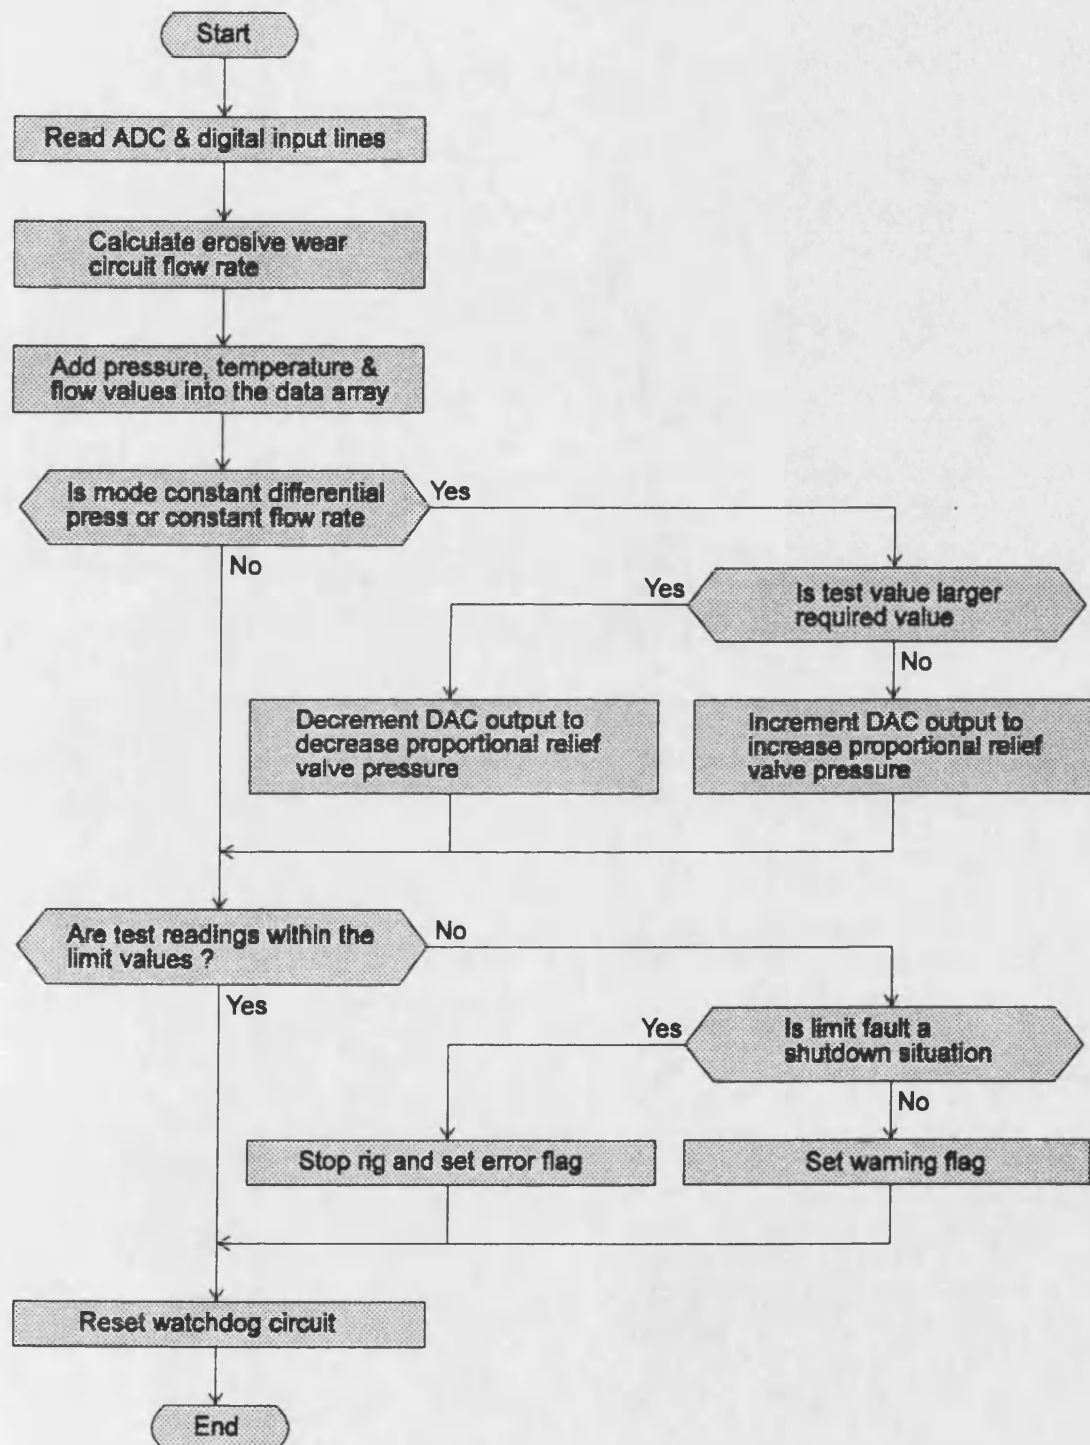 Start
Read ADC & digital input lines
Calculate erosive wear
circuit flow rate
Add pressure, temperature &
flow values into the data array
Is mode constant differential
press or constant flow rate
Yes
No
Is test value larger
required value
Yes
No
Decrement DAC output to
decrease proportional relief
valve pressure
Increment DAC output to
increase proportional relief
valve pressure
Are test readings within the
limit values ?
No
Yes
Is limit fault a
shutdown situation
Yes
No
Stop rig and set error flag
Set warning flag
Reset watchdog circuit
End